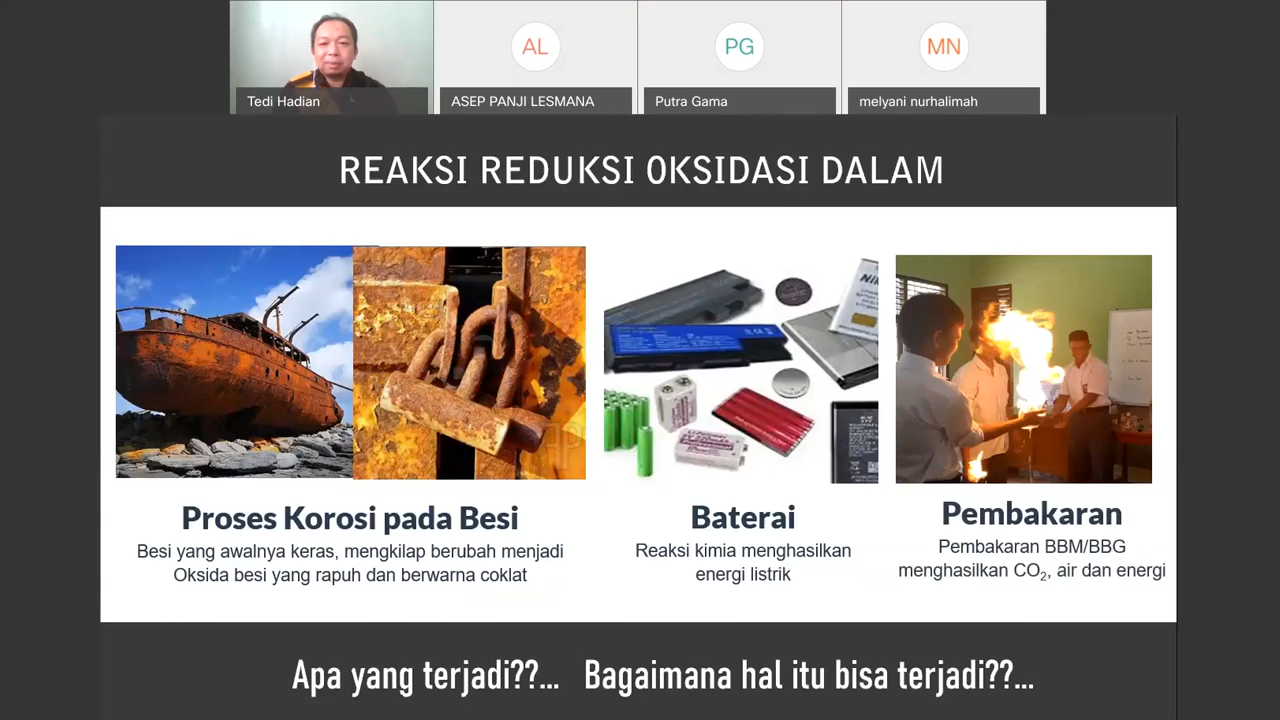 AL
PG
MN
Tedi Hadian
ASEP PANJI LESMANA
Putra Gama
melyani nurhalimah
REAKSI REDUKSI OKSIDASI DALAM
Proses Korosi pada Besi
Besi yang awalnya keras, mengkilap berubah menjadi
Oksida besi yang rapuh dan berwarna coklat
Baterai
Reaksi kimia menghasilkan
energi listrik
Pembakaran
Pembakaran BBM/BBG
menghasilkan CO₂, air dan energi
Apa yang terjadi??... Bagaimana hal itu bisa terjadi??...